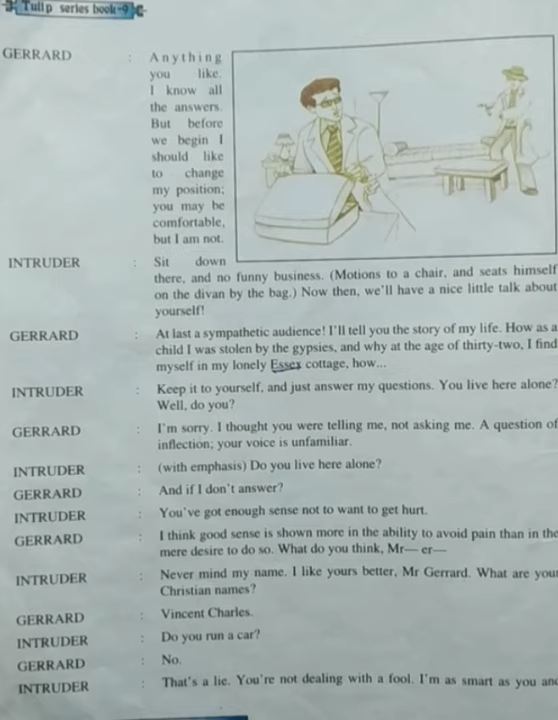 Tulip series book-9
GERRARD : Anything
you like.
I know all
the answers.
But before
we begin I
should like
to change
my position;
you may be
comfortable,
but I am not.
INTRUDER : Sit down
there, and no funny business. (Motions to a chair, and seats himself
on the divan by the bag.) Now then, we'll have a nice little talk about
yourself!
GERRARD : At last a sympathetic audience! I'll tell you the story of my life. How as a
child I was stolen by the gypsies, and why at the age of thirty-two, I find
myself in my lonely Essex cottage, how...
INTRUDER : Keep it to yourself, and just answer my questions. You live here alone?
Well, do you?
GERRARD : I'm sorry. I thought you were telling me, not asking me. A question of
inflection; your voice is unfamiliar.
INTRUDER : (with emphasis) Do you live here alone?
GERRARD : And if I don't answer?
INTRUDER : You've got enough sense not to want to get hurt.
GERRARD : I think good sense is shown more in the ability to avoid pain than in the
mere desire to do so. What do you think, Mr— er—
INTRUDER : Never mind my name. I like yours better, Mr Gerrard. What are your
Christian names?
GERRARD : Vincent Charles.
INTRUDER : Do you run a car?
GERRARD : No.
INTRUDER : That's a lie. You're not dealing with a fool. I'm as smart as you and